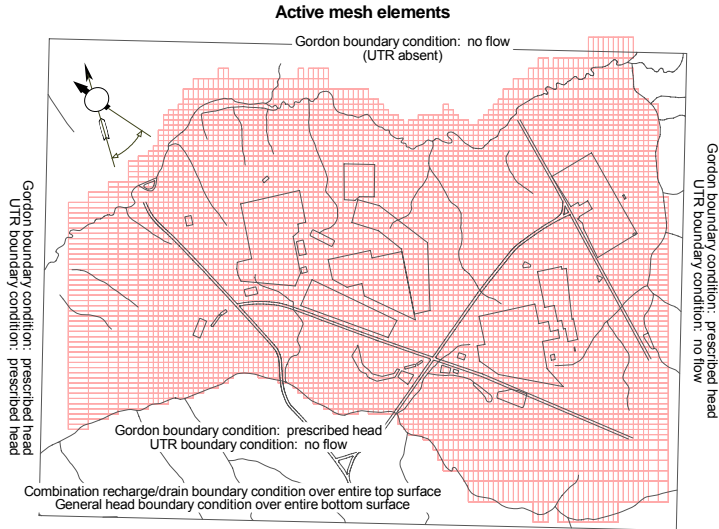 Active mesh elements
Gordon boundary condition: no flow
(UTR absent)
Gordon boundary condition: prescribed head
UTR boundary condition: prescribed head
Gordon boundary condition: prescribed head
UTR boundary condition: no flow
Gordon boundary condition: prescribed head
UTR boundary condition: no flow
Combination recharge/drain boundary condition over entire top surface
General head boundary condition over entire bottom surface